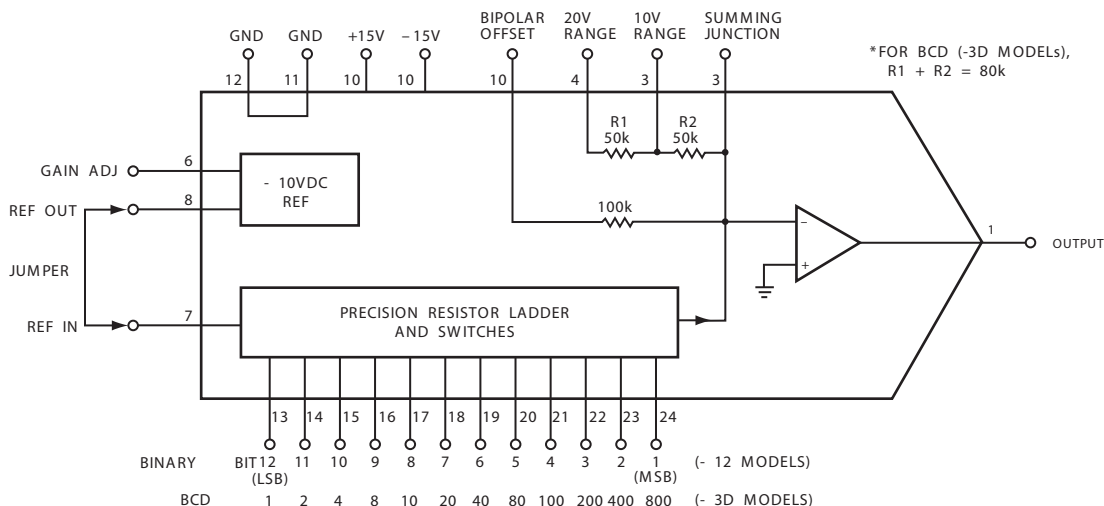 BIPOLAR 20V 10V SUMMING
GND GND +15V –15V OFFSET RANGE RANGE JUNCTION
*FOR BCD (-3D MODELs),
R1 + R2 = 80k
12 11 10 10 10 4 3 3
R1 R2
50k 50k
GAIN ADJ 6
- 10VDC
REF
REF OUT 8
100k
–
+
1 OUTPUT
JUMPER
PRECISION RESISTOR LADDER
AND SWITCHES
REF IN 7
13 14 15 16 17 18 19 20 21 22 23 24
BINARY BIT 12 11 10 9 8 7 6 5 4 3 2 1 (- 12 MODELS)
(LSB) (MSB)
BCD 1 2 4 8 10 20 40 80 100 200 400 800 (- 3D MODELS)